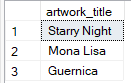 artwork_title
1 Starry Night
2 Mona Lisa
3 Guernica